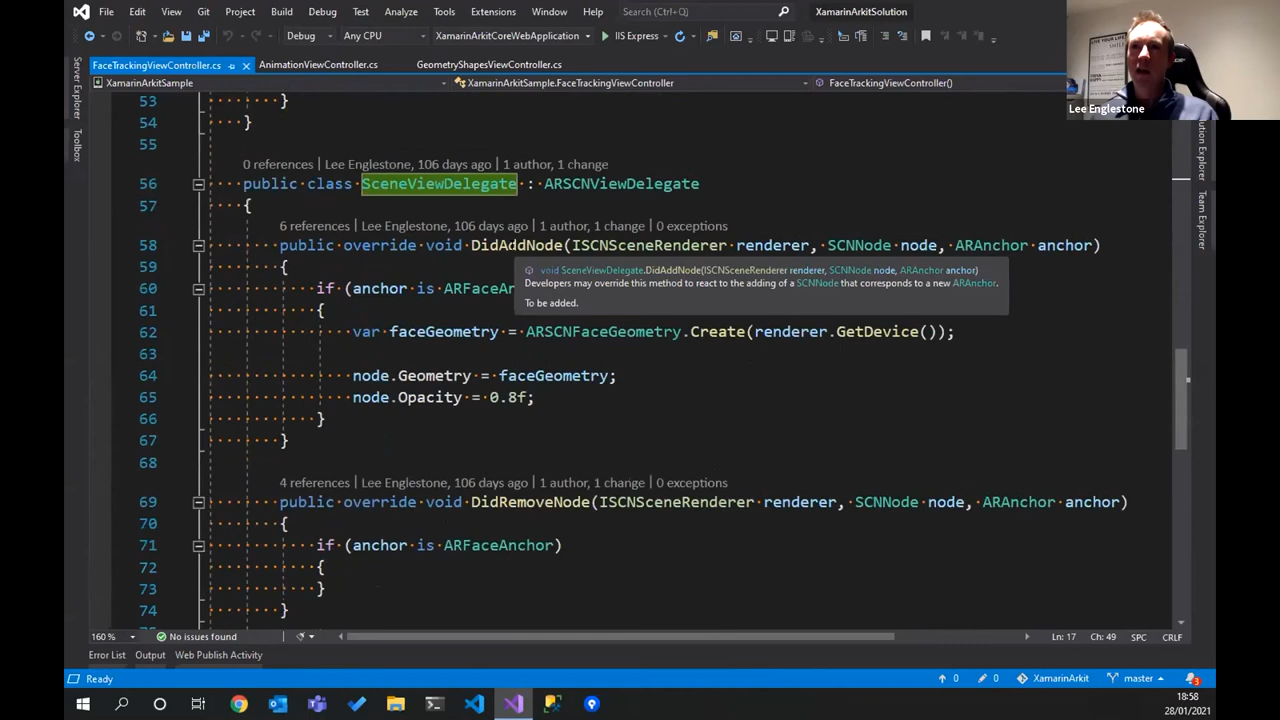 File Edit View Git Project Build Debug Test Analyze Tools Extensions Window Help Search (Ctrl+Q) XamarinArkitSolution
Debug Any CPU XamarinArkitCoreWebApplication IIS Express
FaceTrackingViewController.cs AnimationViewController.cs GeometryShapesViewController.cs
XamarinArkitSample XamarinArkitSample.FaceTrackingViewController FaceTrackingViewController()
Lee Englestone
Server Explorer
Toolbox
Solution Explorer
Team Explorer
53 }
54 }
55
0 references | Lee Englestone, 106 days ago | 1 author, 1 change
56 public class SceneViewDelegate : ARSCNViewDelegate
57 {
6 references | Lee Englestone, 106 days ago | 1 author, 1 change | 0 exceptions
58 public override void DidAddNode(ISCNSceneRenderer renderer, SCNNode node, ARAnchor anchor)
59 {
void SceneViewDelegate.DidAddNode(ISCNSceneRenderer renderer, SCNNode node, ARAnchor anchor)
Developers may override this method to react to the adding of a SCNNode that corresponds to a new ARAnchor.
To be added.
60 if (anchor is ARFaceAn
61 {
62 var faceGeometry = ARSCNFaceGeometry.Create(renderer.GetDevice());
63
64 node.Geometry = faceGeometry;
65 node.Opacity = 0.8f;
66 }
67 }
68
4 references | Lee Englestone, 106 days ago | 1 author, 1 change | 0 exceptions
69 public override void DidRemoveNode(ISCNSceneRenderer renderer, SCNNode node, ARAnchor anchor)
70 {
71 if (anchor is ARFaceAnchor)
72 {
73 }
74 }
160 % No issues found Ln: 17 Ch: 49 SPC CRLF
Error List Output Web Publish Activity
Ready 0 0 XamarinArkit master 3
18:58
28/01/2021